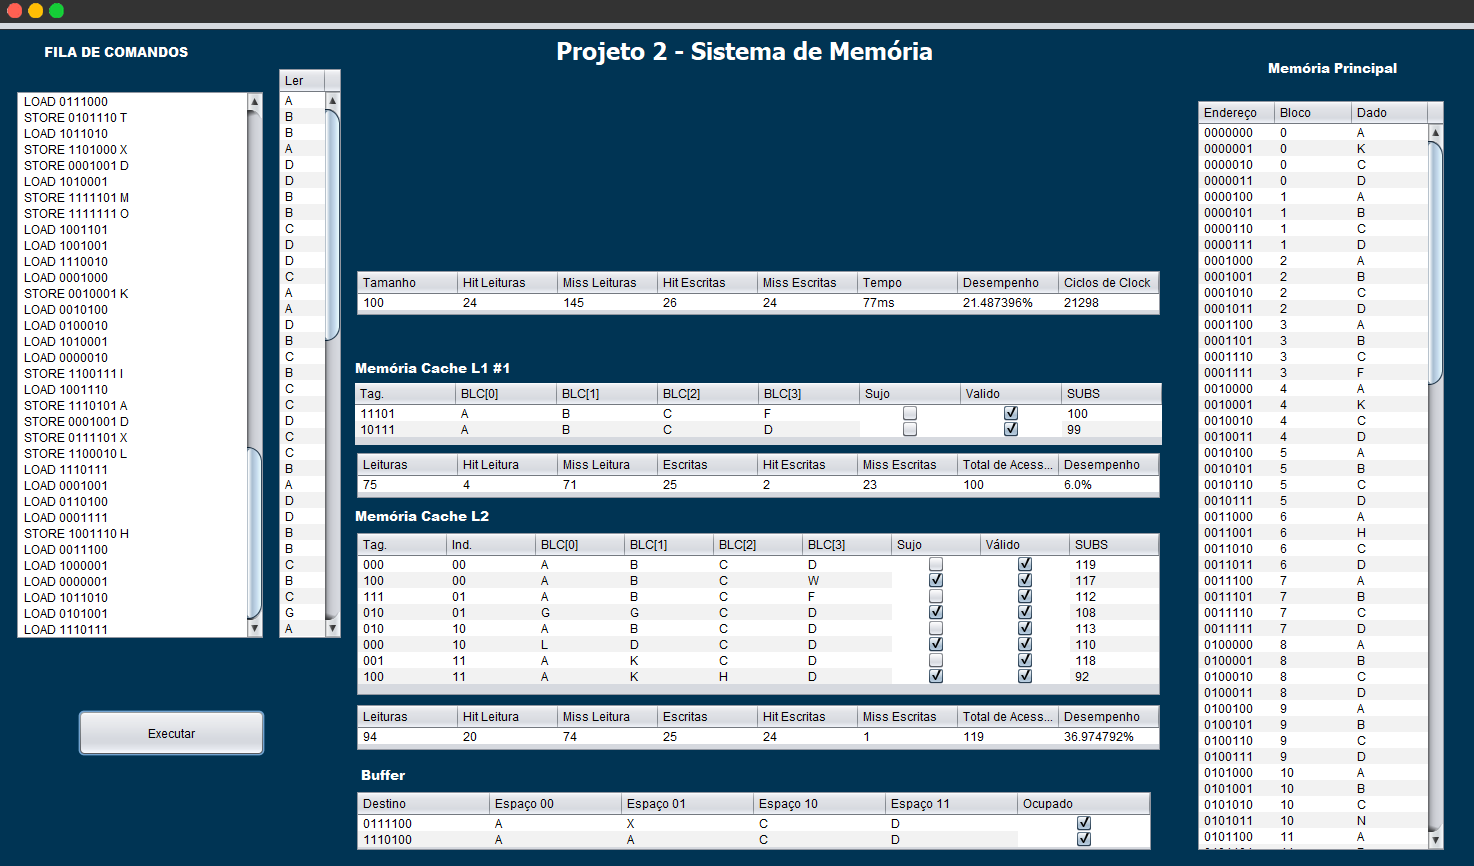 Projeto 2 - Sistema de Memória
FILA DE COMANDOS
LOAD 0111000
STORE 0101110 T
LOAD 1011010
STORE 1101000 X
STORE 0001001 D
LOAD 1010001
STORE 1111101 M
STORE 1111111 O
LOAD 1001101
LOAD 1001001
LOAD 1110010
LOAD 0001000
STORE 0010001 K
LOAD 0010100
LOAD 0100010
LOAD 1010001
LOAD 0000010
STORE 1100111 I
LOAD 1001110
STORE 1110101 A
STORE 0001001 D
STORE 0111101 X
STORE 1100010 L
LOAD 1110111
LOAD 0001001
LOAD 0110100
LOAD 0001111
STORE 1001110 H
LOAD 0011100
LOAD 1000001
LOAD 0000001
LOAD 1011010
LOAD 0101001
LOAD 1110111
Executar
Ler
A
B
B
A
D
D
B
B
C
D
D
C
A
A
D
B
C
B
C
C
D
C
C
B
A
D
D
B
B
C
B
C
G
A
Tamanho Hit Leituras Miss Leituras Hit Escritas Miss Escritas Tempo Desempenho Ciclos de Clock
100 24 145 26 24 77ms 21.487396% 21298
Memória Cache L1 #1
Tag. BLC[0] BLC[1] BLC[2] BLC[3] Sujo Valido SUBS
11101 A B C F 100
10111 A B C D 99
Leituras Hit Leitura Miss Leitura Escritas Hit Escritas Miss Escritas Total de Acess... Desempenho
75 4 71 25 2 23 100 6.0%
Memória Cache L2
Tag. Ind. BLC[0] BLC[1] BLC[2] BLC[3] Sujo Válido SUBS
000 00 A B C D 119
100 00 A B C W 117
111 01 A B C F 112
010 01 G G C D 108
010 10 A B C D 113
000 10 L D C D 110
001 11 A K C D 118
100 11 A K H D 92
Leituras Hit Leitura Miss Leitura Escritas Hit Escritas Miss Escritas Total de Acess... Desempenho
94 20 74 25 24 1 119 36.974792%
Buffer
Destino Espaço 00 Espaço 01 Espaço 10 Espaço 11 Ocupado
0111100 A X C D
1110100 A A C D
Memória Principal
Endereço Bloco Dado
0000000 0 A
0000001 0 K
0000010 0 C
0000011 0 D
0000100 1 A
0000101 1 B
0000110 1 C
0000111 1 D
0001000 2 A
0001001 2 B
0001010 2 C
0001011 2 D
0001100 3 A
0001101 3 B
0001110 3 C
0001111 3 F
0010000 4 A
0010001 4 K
0010010 4 C
0010011 4 D
0010100 5 A
0010101 5 B
0010110 5 C
0010111 5 D
0011000 6 A
0011001 6 H
0011010 6 C
0011011 6 D
0011100 7 A
0011101 7 B
0011110 7 C
0011111 7 D
0100000 8 A
0100001 8 B
0100010 8 C
0100011 8 D
0100100 9 A
0100101 9 B
0100110 9 C
0100111 9 D
0101000 10 A
0101001 10 B
0101010 10 C
0101011 10 N
0101100 11 A